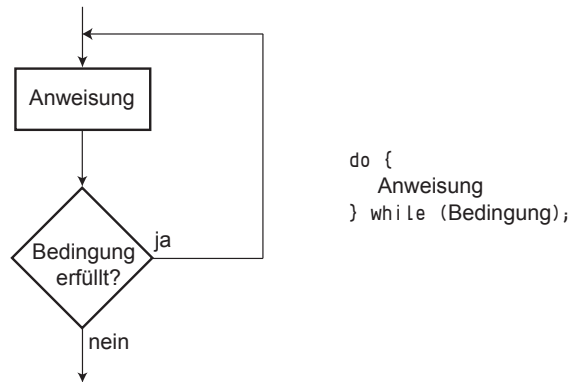 Anweisung
Bedingung
erfüllt?
ja
nein
do {
Anweisung
} while (Bedingung);